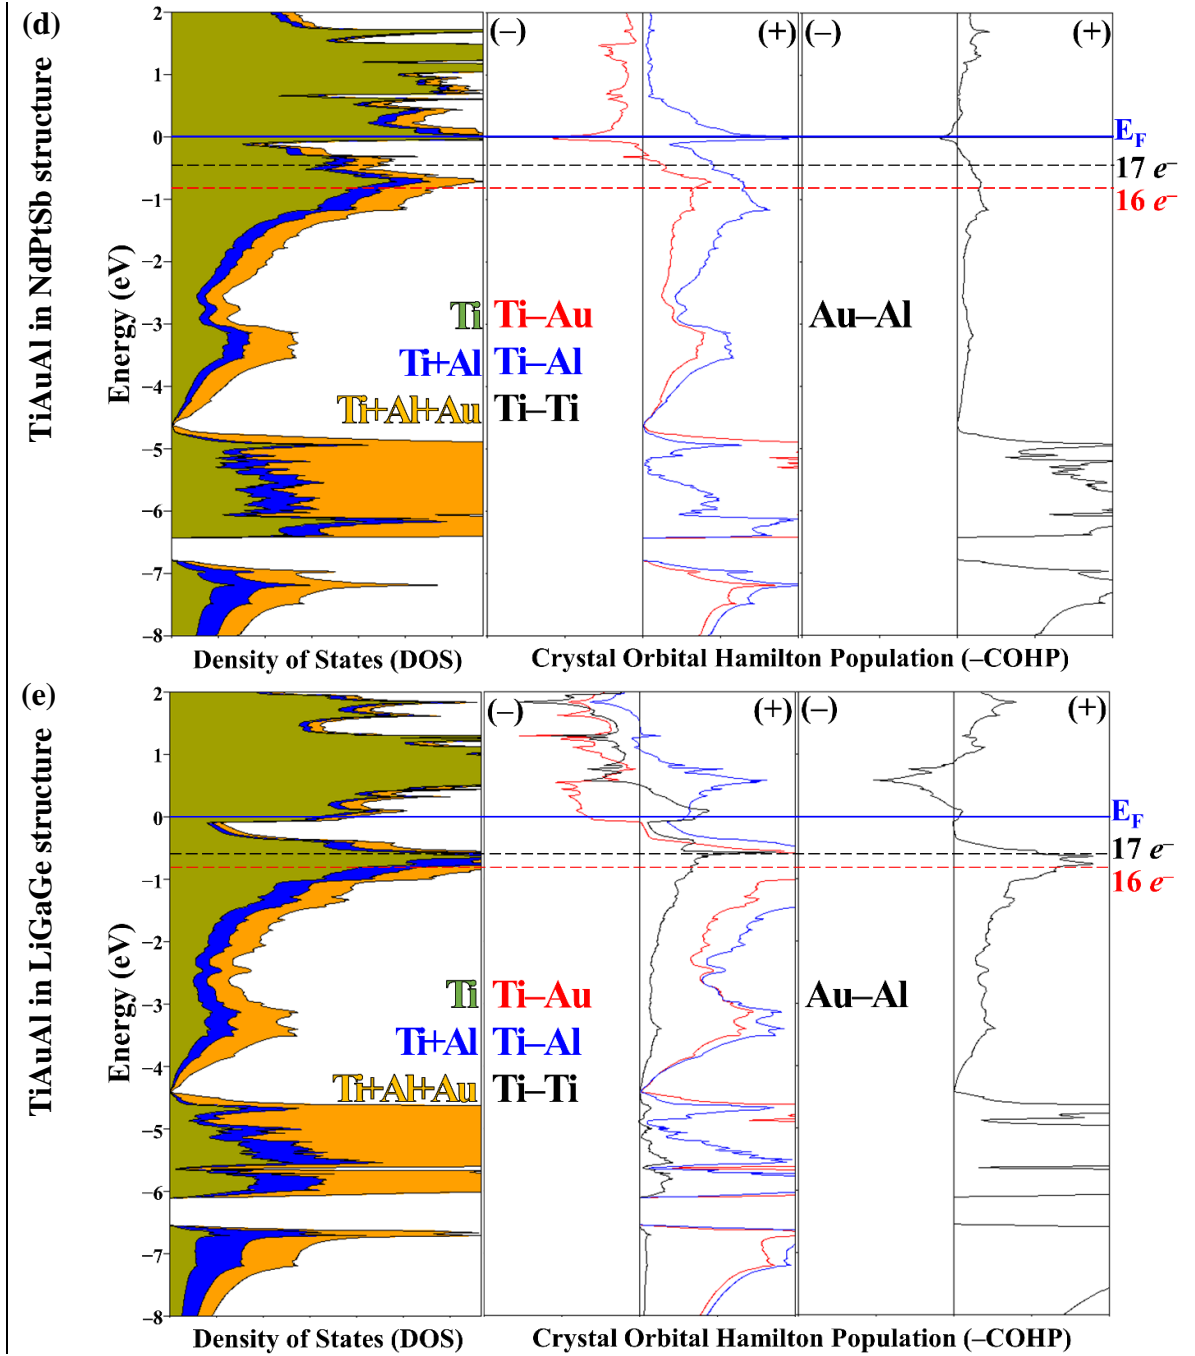 (d)
TiAuAl in NdPtSb structure
Energy (eV)
2
1
0
−1
−2
−3
−4
−5
−6
−7
−8
(−)
(+)
(−)
(+)
E_F
17 e⁻
16 e⁻
Ti
Ti+Al
Ti+Al+Au
Ti–Au
Ti–Al
Ti–Ti
Au–Al
Density of States (DOS)
Crystal Orbital Hamilton Population (–COHP)
(e)
TiAuAl in LiGaGe structure
Energy (eV)
2
1
0
−1
−2
−3
−4
−5
−6
−7
−8
(−)
(+)
(−)
(+)
E_F
17 e⁻
16 e⁻
Ti
Ti+Al
Ti+Al+Au
Ti–Au
Ti–Al
Ti–Ti
Au–Al
Density of States (DOS)
Crystal Orbital Hamilton Population (–COHP)